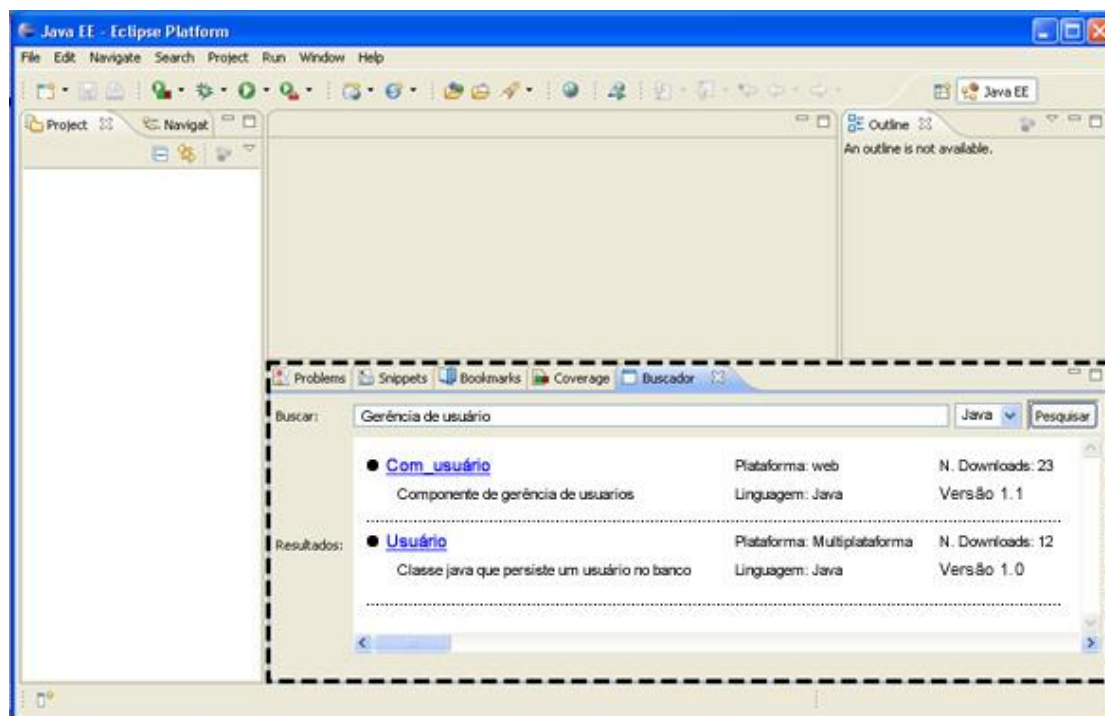 Java EE - Eclipse Platform
File Edit Navigate Search Project Run Window Help
Java EE
Project Navigat
Outline
An outline is not available.
Problems Snippets Bookmarks Coverage Buscador
Buscar: Gerência de usuário Java Pesquisar
Com_usuário Plataforma: web N. Downloads: 23
Componente de gerência de usuarios Linguagem: Java Versão 1.1
Resultados:
Usuário Plataforma: Multiplataforma N. Downloads: 12
Classe java que persiste um usuário no banco Linguagem: Java Versão 1.0